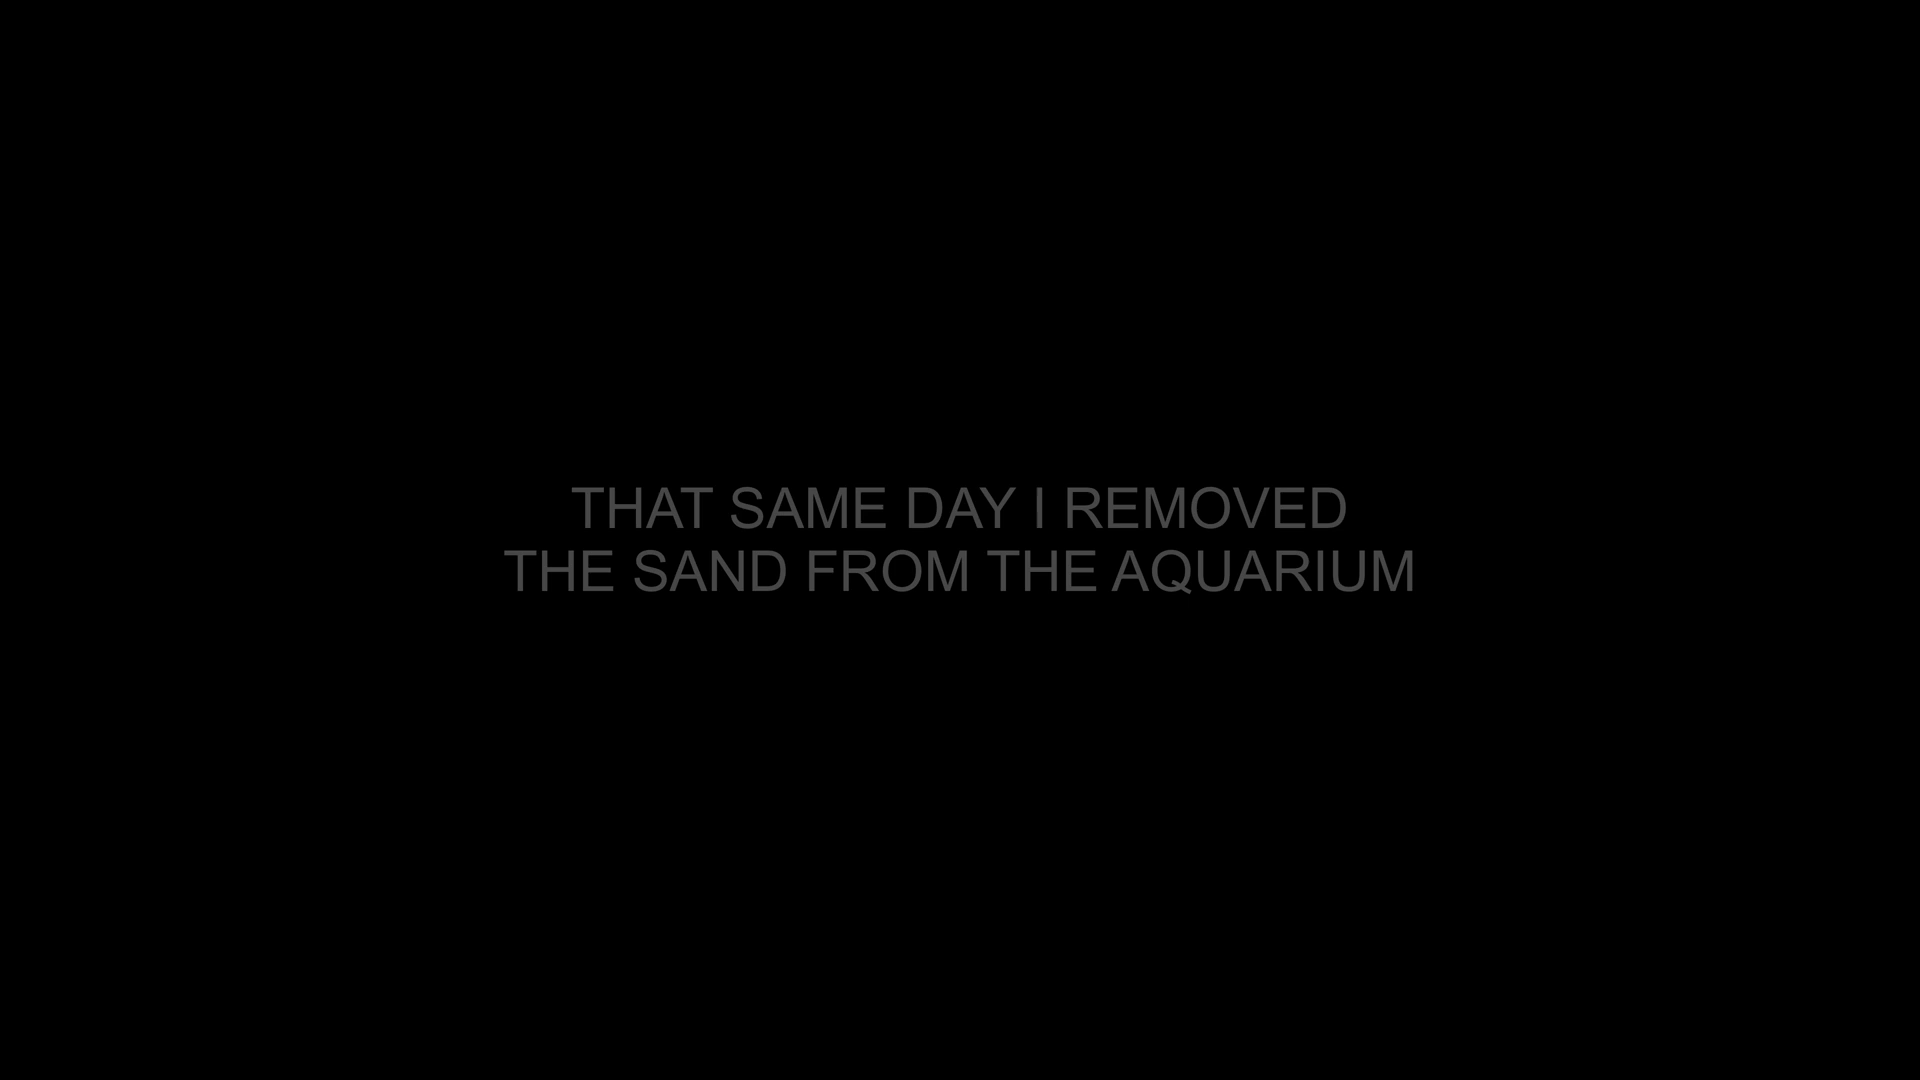 THAT SAME DAY I REMOVED
THE SAND FROM THE AQUARIUM